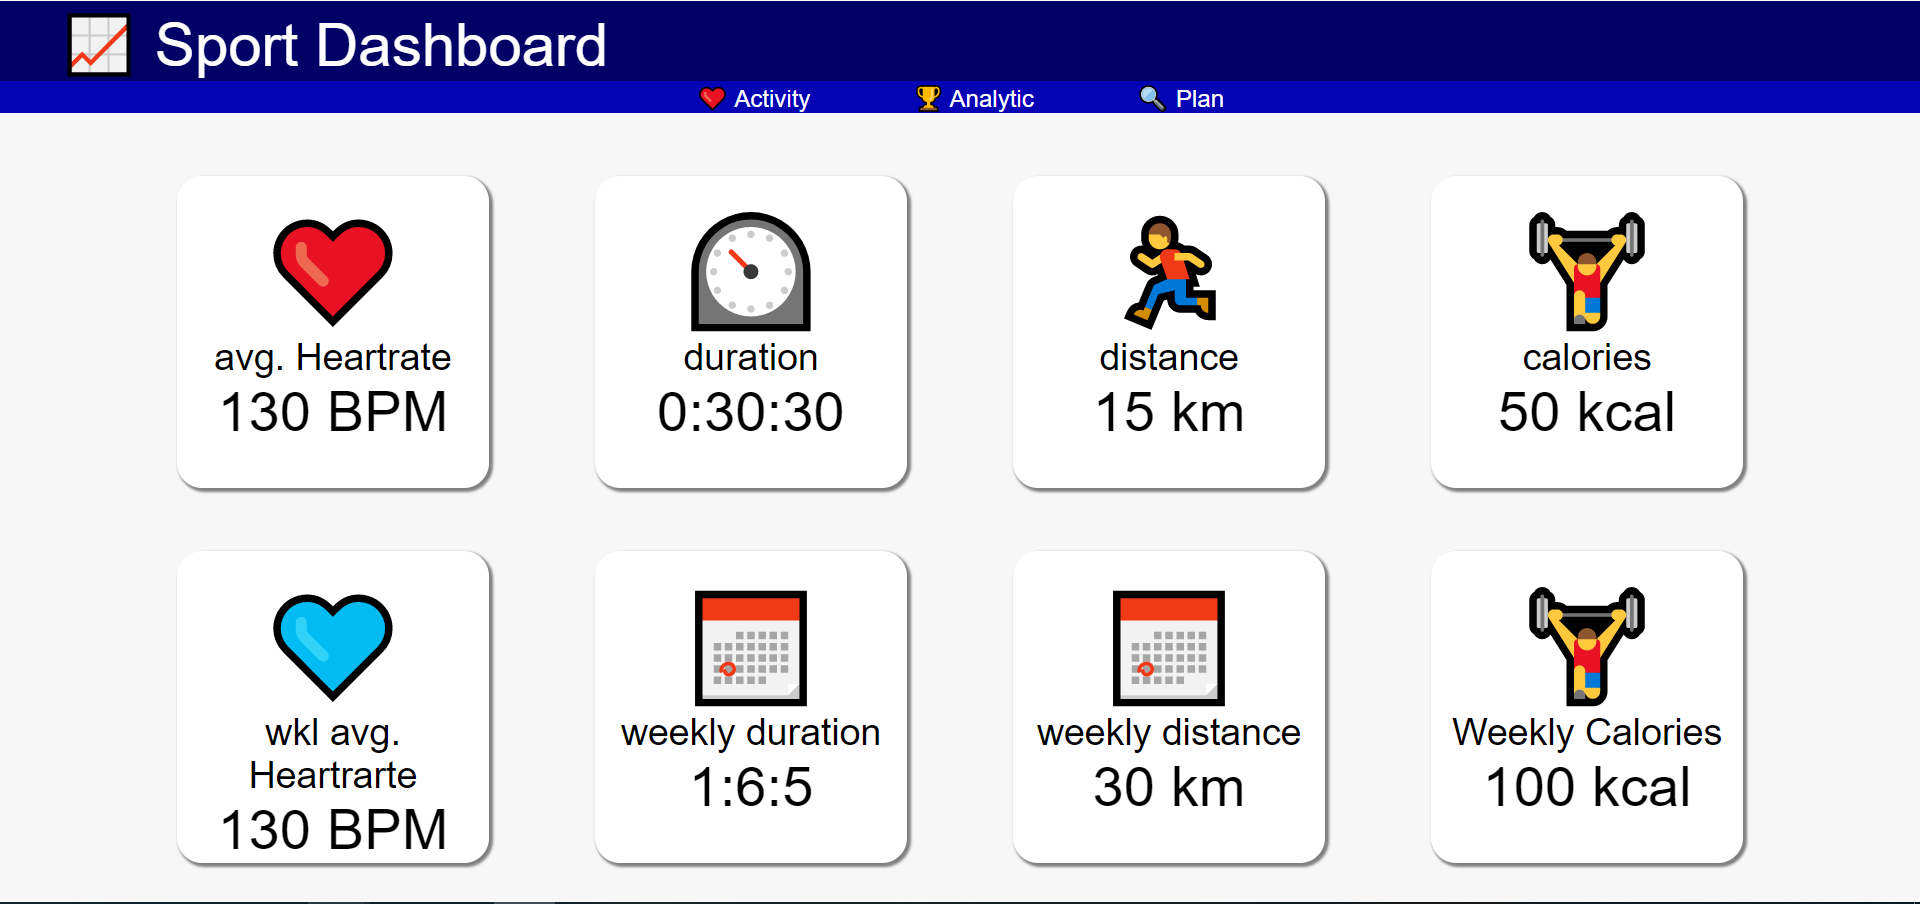 Sport Dashboard
Activity
Analytic
Plan
avg. Heartrate
130 BPM
duration
0:30:30
distance
15 km
calories
50 kcal
wkl avg.
Heartrarte
130 BPM
weekly duration
1:6:5
weekly distance
30 km
Weekly Calories
100 kcal